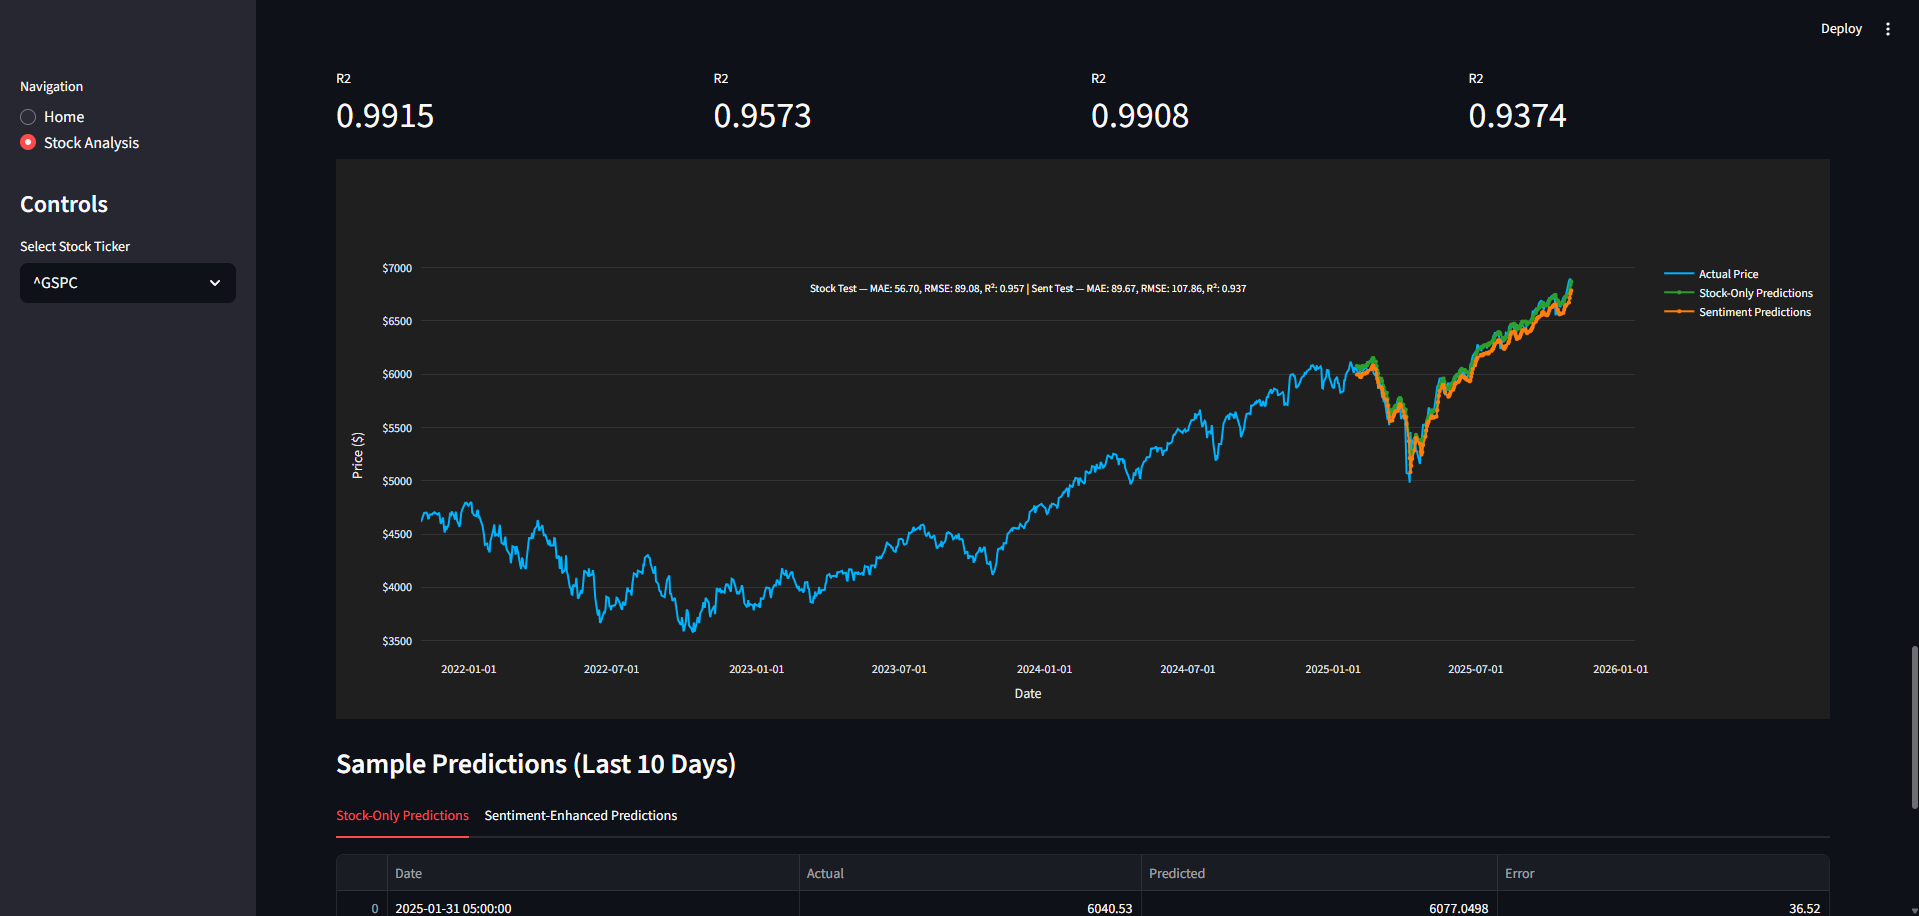 Deploy
Navigation
Home
Stock Analysis
Controls
Select Stock Ticker
^GSPC
R2 R2 R2 R2
0.9915 0.9573 0.9908 0.9374
Stock Test — MAE: 56.70, RMSE: 89.08, R²: 0.957 | Sent Test — MAE: 89.67, RMSE: 107.86, R²: 0.937
Actual Price
Stock-Only Predictions
Sentiment Predictions
Price ($)
$7000
$6500
$6000
$5500
$5000
$4500
$4000
$3500
2022-01-01 2022-07-01 2023-01-01 2023-07-01 2024-01-01 2024-07-01 2025-01-01 2025-07-01 2026-01-01
Date
Sample Predictions (Last 10 Days)
Stock-Only Predictions Sentiment-Enhanced Predictions
Date Actual Predicted Error
0 2025-01-31 05:00:00 6040.53 6077.0498 36.52